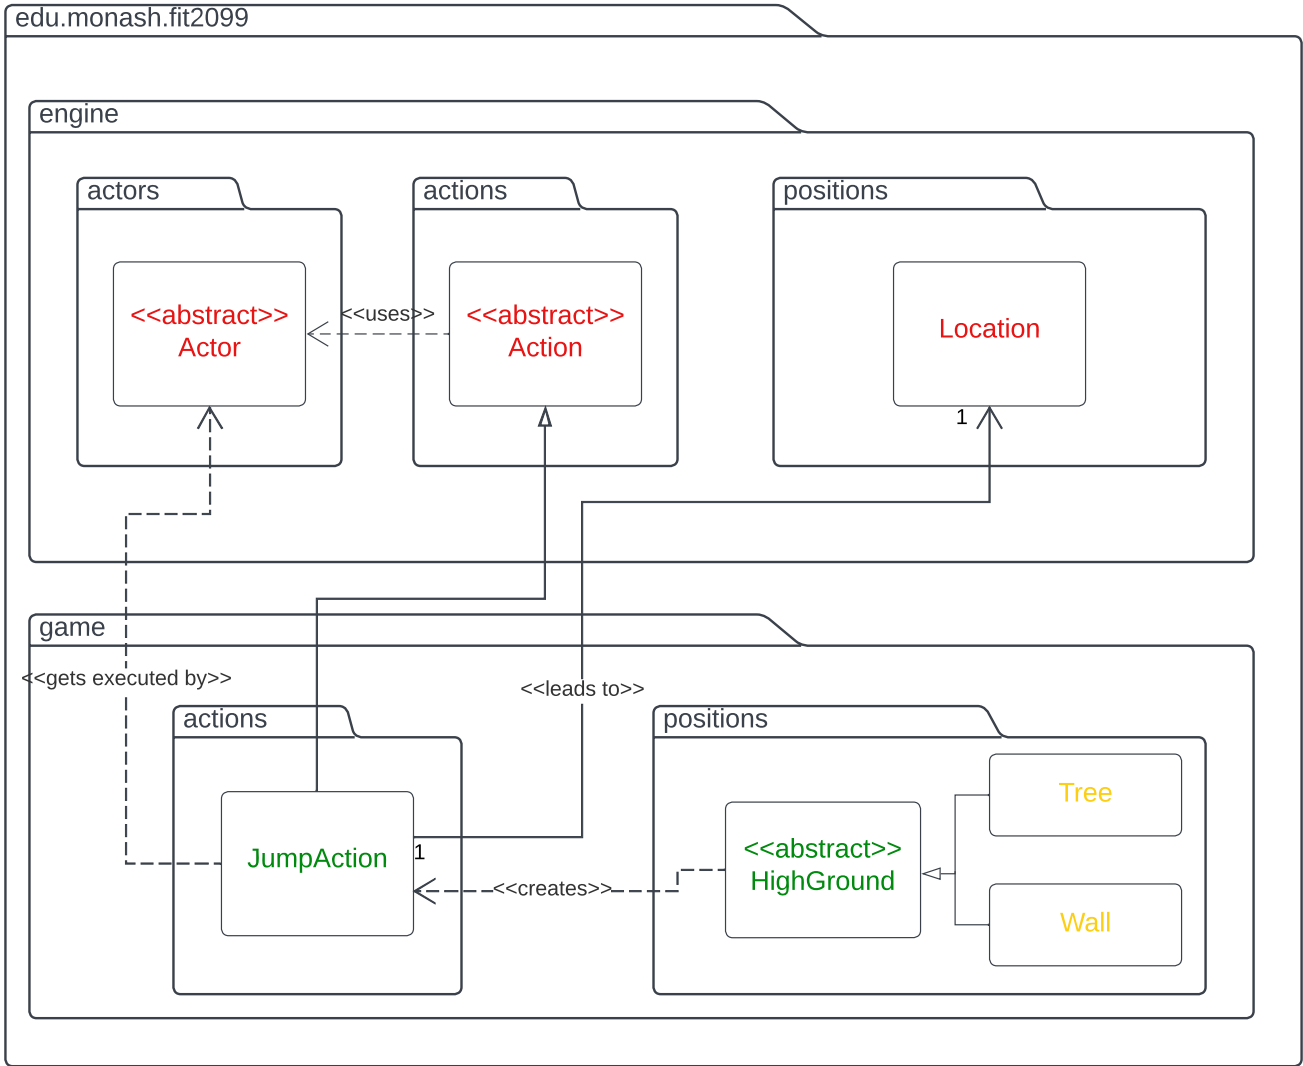 edu.monash.fit2099
engine
actors
actions
positions
<<abstract>>
Actor
<<uses>>
<<abstract>>
Action
Location
1
game
<<gets executed by>>
<<leads to>>
actions
positions
JumpAction
1
<<creates>>
<<abstract>>
HighGround
Tree
Wall